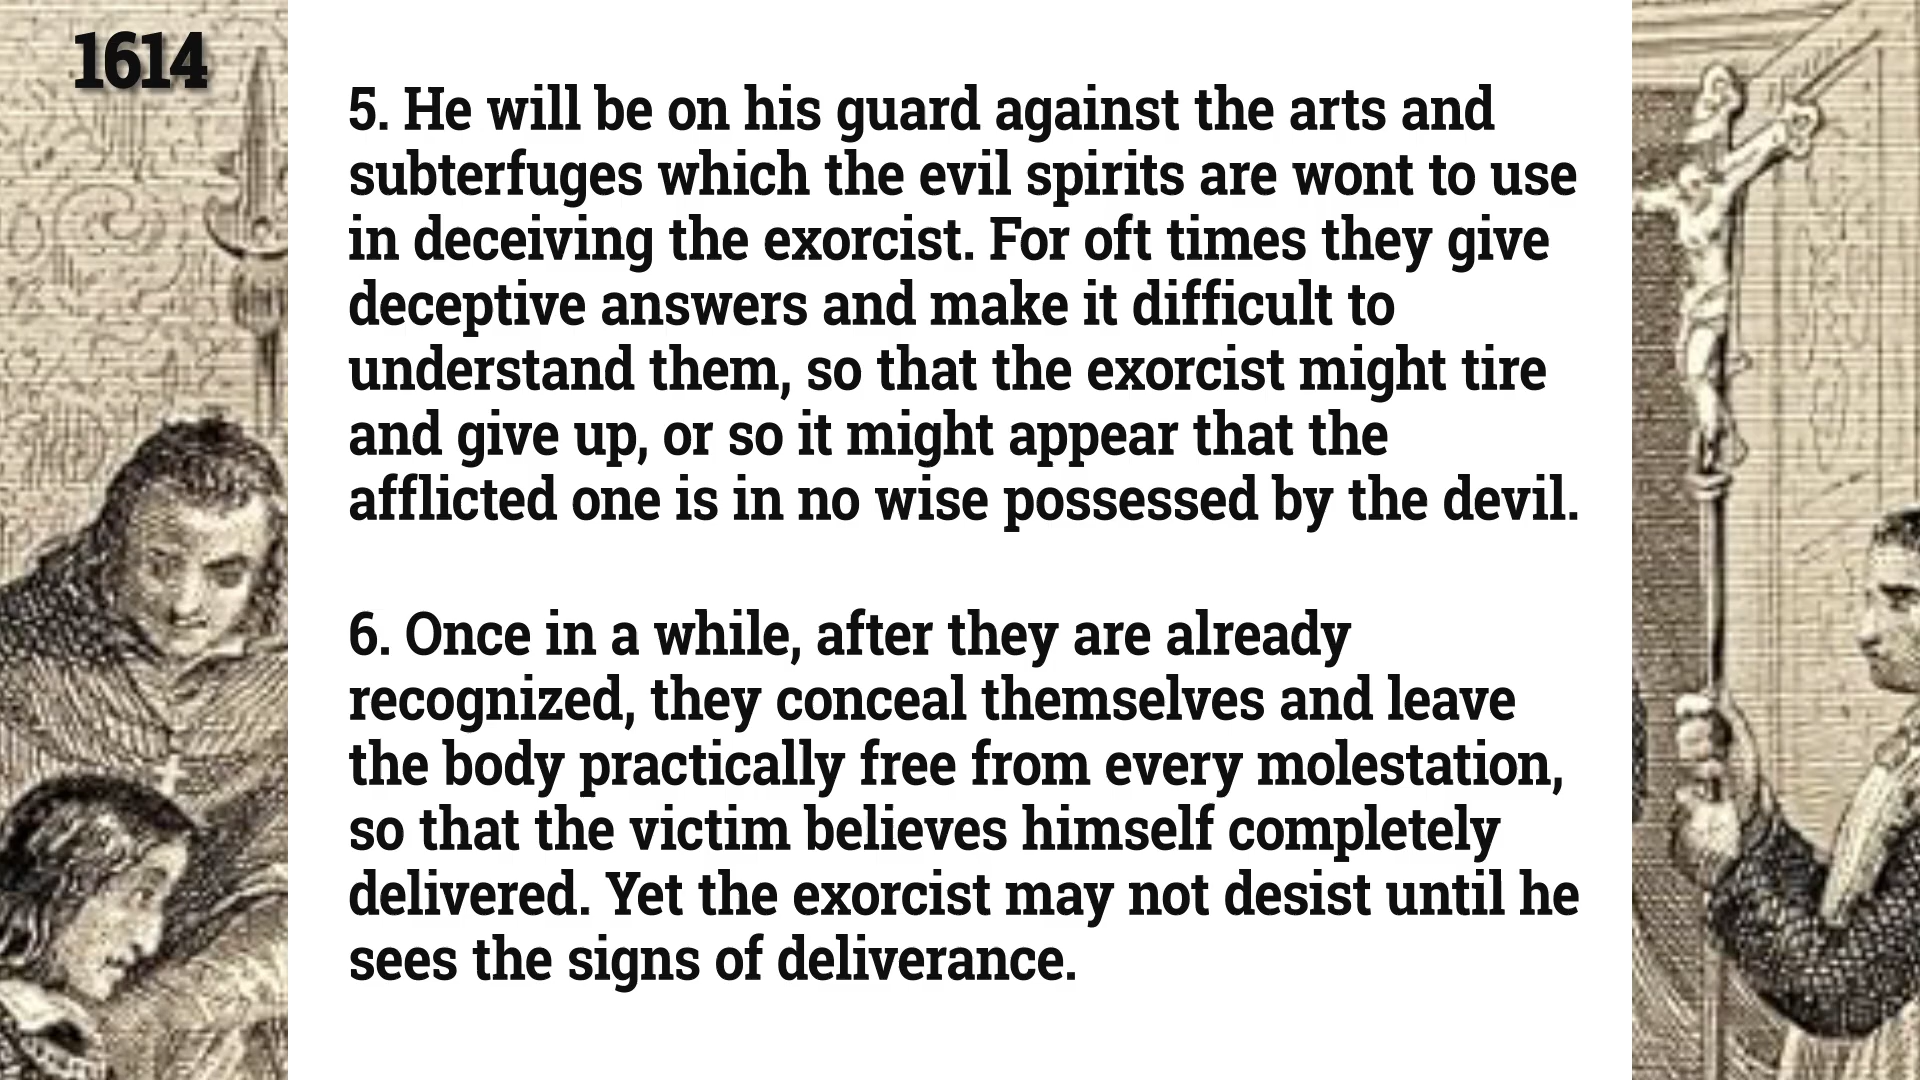 1614
5. He will be on his guard against the arts and
subterfuges which the evil spirits are wont to use
in deceiving the exorcist. For oft times they give
deceptive answers and make it difficult to
understand them, so that the exorcist might tire
and give up, or so it might appear that the
afflicted one is in no wise possessed by the devil.
6. Once in a while, after they are already
recognized, they conceal themselves and leave
the body practically free from every molestation,
so that the victim believes himself completely
delivered. Yet the exorcist may not desist until he
sees the signs of deliverance.